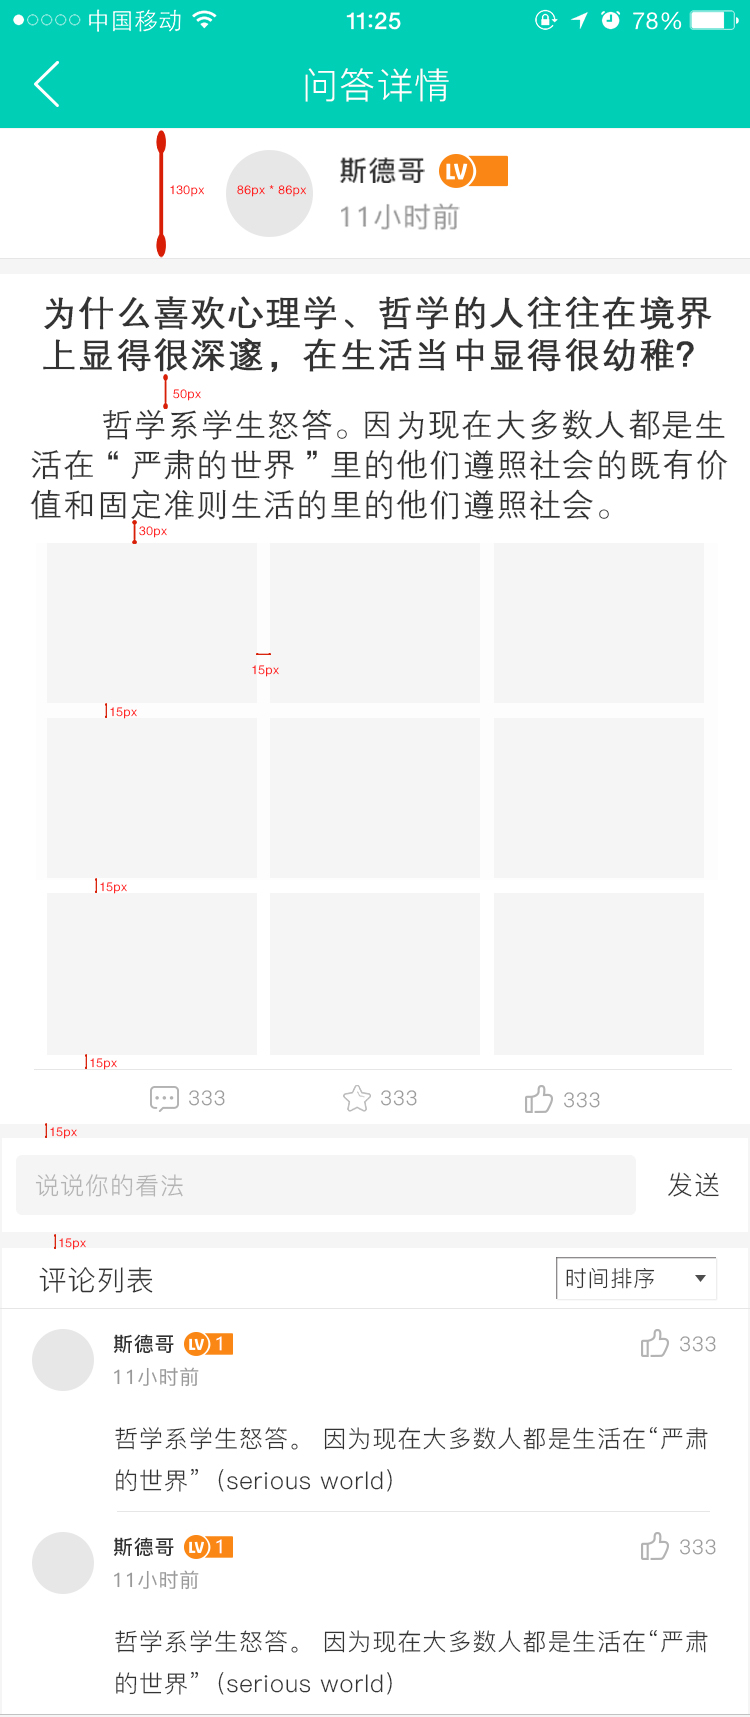 中国移动 11:25 78%
问答详情
130px
86px * 86px
斯德哥 LV
11小时前
为什么喜欢心理学、哲学的人往往在境界
上显得很深邃，在生活当中显得很幼稚？
50px
哲学系学生怒答。因为现在大多数人都是生
活在“严肃的世界”里的他们遵照社会的既有价
值和固定准则生活的里的他们遵照社会。
30px
15px
15px
15px
15px
333 333 333
15px
说说你的看法 发送
15px
评论列表 时间排序
斯德哥 LV 1 333
11小时前
哲学系学生怒答。 因为现在大多数人都是生活在“严肃
的世界”（serious world）
斯德哥 LV 1 333
11小时前
哲学系学生怒答。 因为现在大多数人都是生活在“严肃
的世界”（serious world）